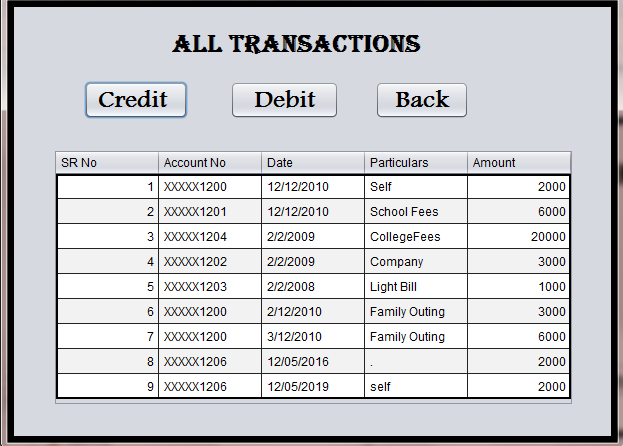 ALL TRANSACTIONS
Credit Debit Back
SR No Account No Date Particulars Amount
1 XXXXX1200 12/12/2010 Self 2000
2 XXXXX1201 12/12/2010 School Fees 6000
3 XXXXX1204 2/2/2009 CollegeFees 20000
4 XXXXX1202 2/2/2009 Company 3000
5 XXXXX1203 2/2/2008 Light Bill 1000
6 XXXXX1200 2/12/2010 Family Outing 3000
7 XXXXX1200 3/12/2010 Family Outing 6000
8 XXXXX1206 12/05/2016 . 2000
9 XXXXX1206 12/05/2019 self 2000